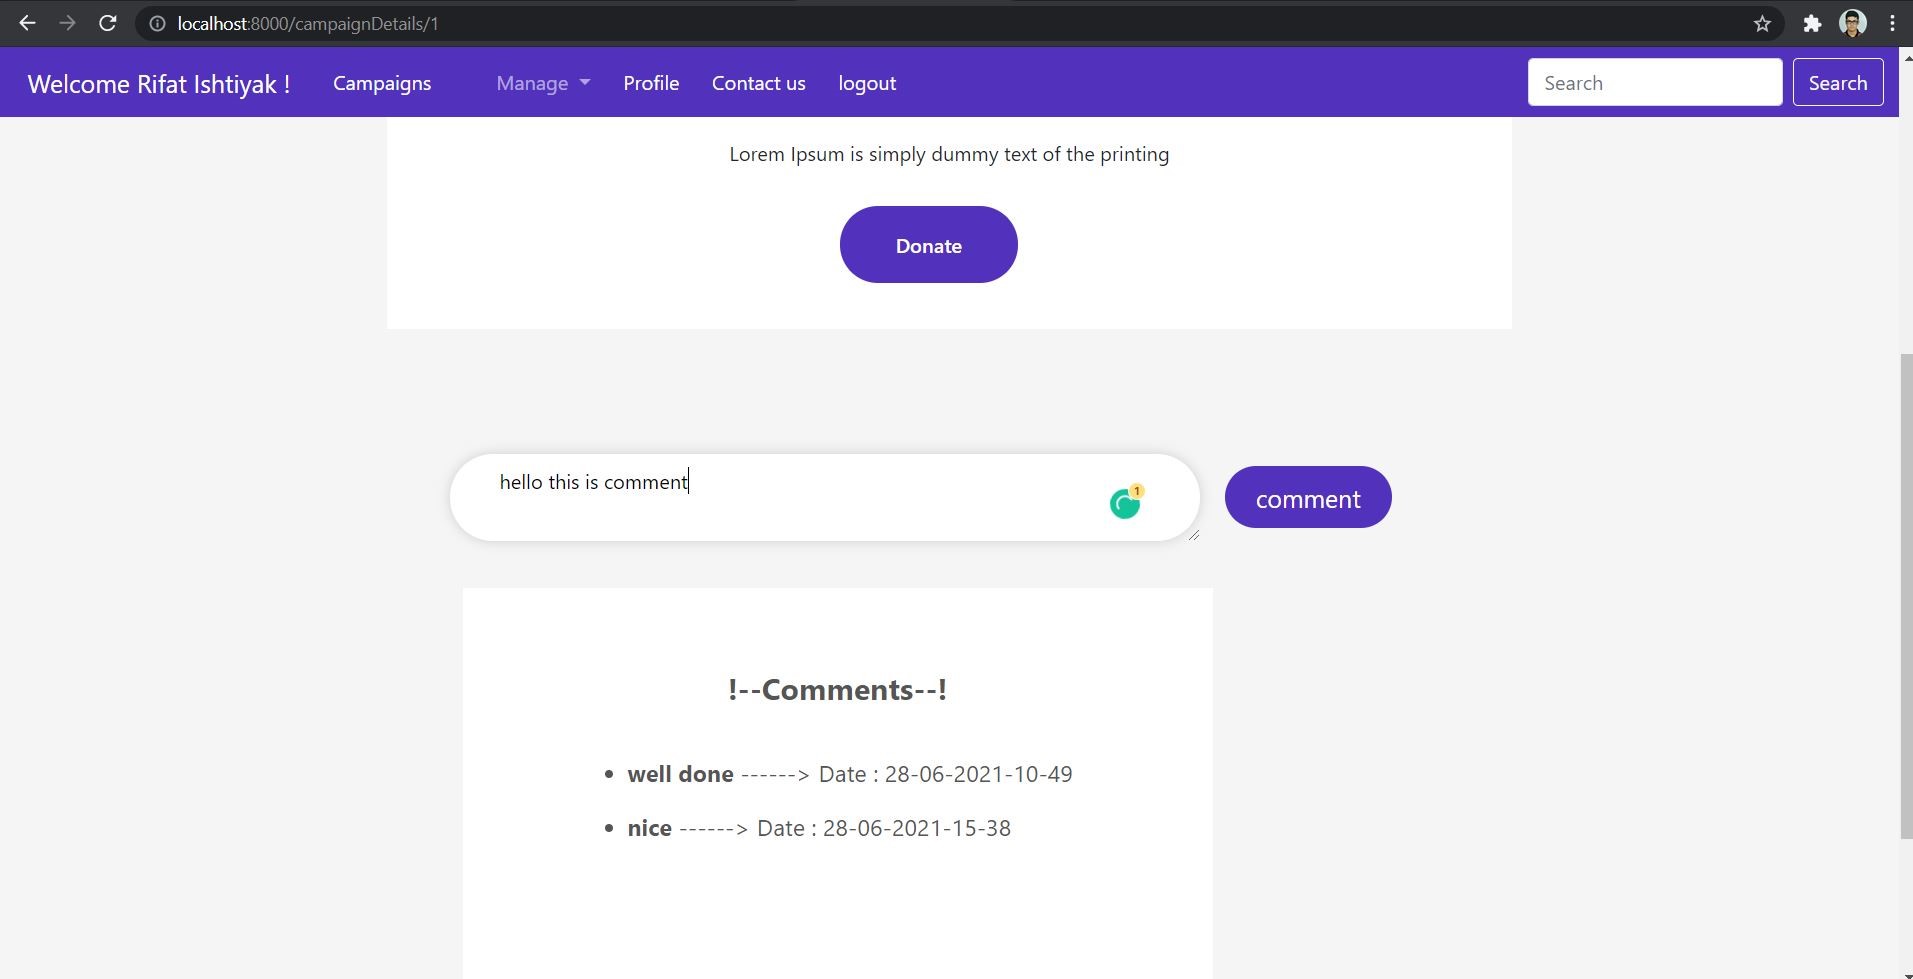 localhost:8000/campaignDetails/1
Welcome Rifat Ishtiyak ! Campaigns Manage Profile Contact us logout Search Search
Lorem Ipsum is simply dummy text of the printing
Donate
hello this is comment
1
comment
!--Comments--!
well done ------> Date : 28-06-2021-10-49
nice ------> Date : 28-06-2021-15-38